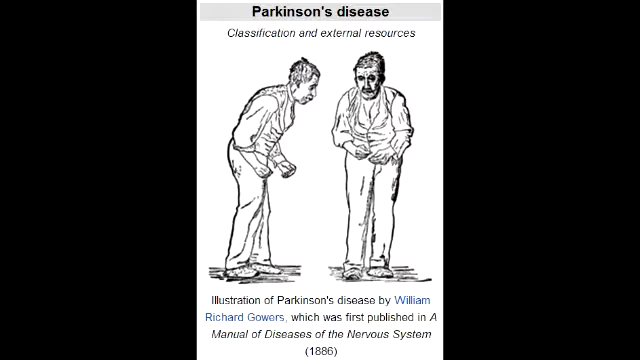 Parkinson's disease
Classification and external resources
Illustration of Parkinson's disease by William
Richard Gowers, which was first published in A
Manual of Diseases of the Nervous System
(1886)